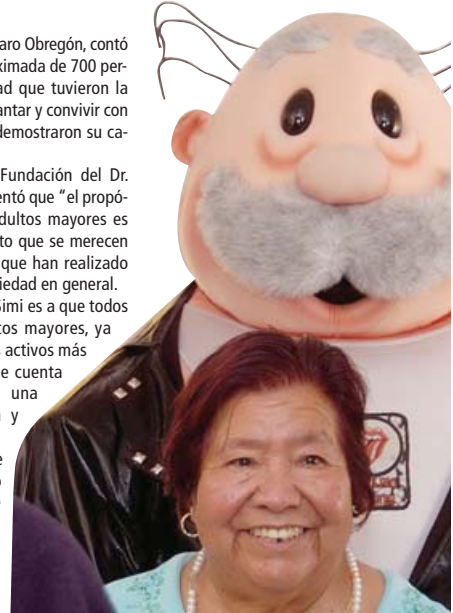 aro Obregón, contó
ximada de 700 per-
ad que tuvieron la
antar y convivir con
demostraron su ca-
Fundación del Dr.
entó que “el propó-
dultos mayores es
to que se merecen
que han realizado
iedad en general.
Simi es a que todos
tos mayores, ya
s activos más
e cuenta
una
y
e